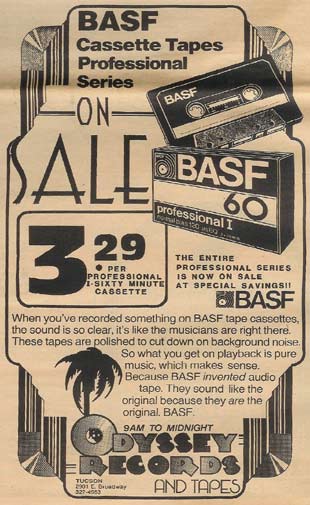 BASF
Cassette Tapes
Professional
Series
ON
SALE
BASF
BASF
60
professional I
3.29
PER
PROFESSIONAL
I-SIXTY MINUTE
CASSETTE
THE ENTIRE
PROFESSIONAL SERIES
IS NOW ON SALE
AT SPECIAL SAVINGS!!
BASF
When you've recorded something on BASF tape cassettes,
the sound is so clear, it's like the musicians are right there.
These tapes are polished to cut down on background noise.
So what you get on playback is pure
music, which makes sense.
Because BASF invented audio
tape. They sound like the
original because they are the
original. BASF.
9AM TO MIDNIGHT
ODYSSEY
RECORDS
AND TAPES
TUCSON
2901 E. Broadway
327-4553